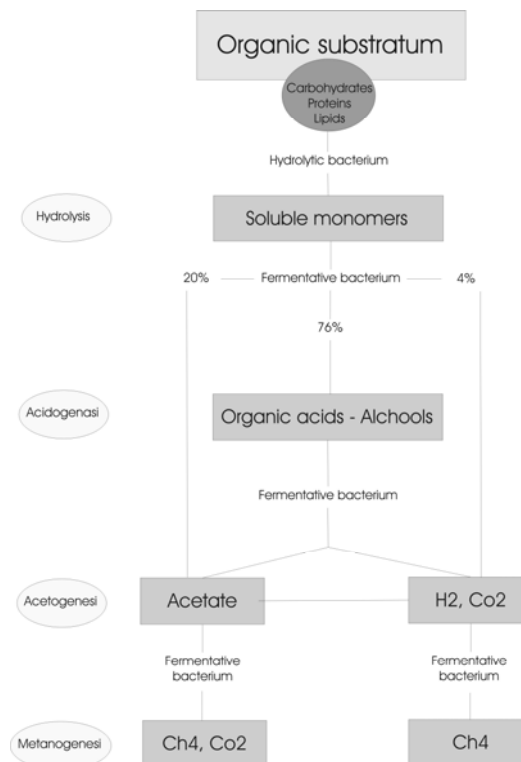 Organic substratum
Carbohydrates
Proteins
Lipids
Hydrolytic bacterium
Hydrolysis
Soluble monomers
20%
Fermentative bacterium
4%
76%
Acidogenasi
Organic acids - Alchools
Fermentative bacterium
Acetogenesi
Acetate
H2, Co2
Fermentative
bacterium
Fermentative
bacterium
Metanogenesi
Ch4, Co2
Ch4